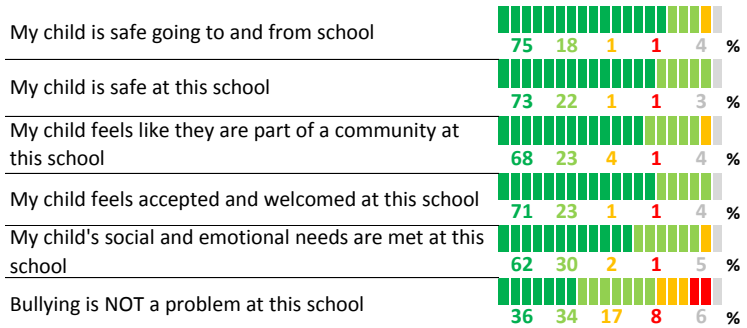 My child is safe going to and from school
75 18 1 1 4 %
My child is safe at this school
73 22 1 1 3 %
My child feels like they are part of a community at
this school
68 23 4 1 4 %
My child feels accepted and welcomed at this school
71 23 1 1 4 %
My child's social and emotional needs are met at this
school
62 30 2 1 5 %
Bullying is NOT a problem at this school
36 34 17 8 6 %